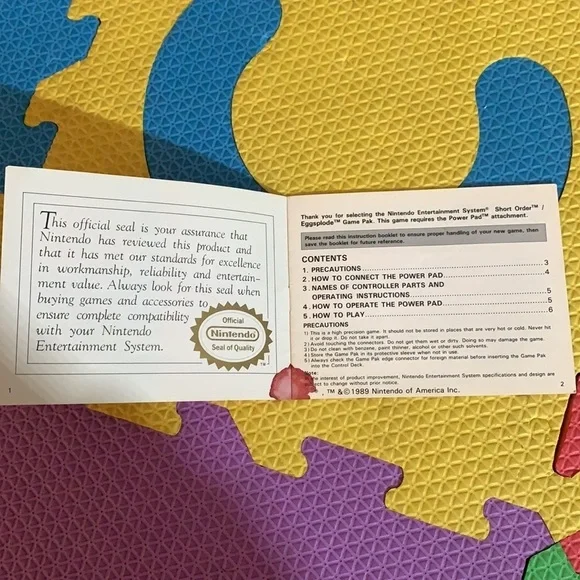 This official seal is your assurance that
Nintendo has reviewed this product and
that it has met our standards for excellence
in workmanship, reliability and entertain-
ment value. Always look for this seal when
buying games and accessories to
ensure complete compatibility
with your Nintendo
Entertainment System.
Official
Nintendo
Seal of Quality
TM
1
Thank you for selecting the Nintendo Entertainment System® Short Order™ /
Eggsplode™ Game Pak. This game requires the Power Pad™ attachment.
Please read this instruction booklet to ensure proper handling of your new game, then
save the booklet for future reference.
CONTENTS
1. PRECAUTIONS ... 3
2. HOW TO CONNECT THE POWER PAD ... 4
3. NAMES OF CONTROLLER PARTS AND
OPERATING INSTRUCTIONS ... 5
4. HOW TO OPERATE THE POWER PAD ... 5
5. HOW TO PLAY ... 6
PRECAUTIONS
1) This is a high precision game. It should not be stored in places that are very hot or cold. Never hit
it or drop it. Do not take it apart.
2) Avoid touching the connectors. Do not get them wet or dirty. Doing so may damage the game.
3) Do not clean with benzene, paint thinner, alcohol or other such solvents.
4) Store the Game Pak in its protective sleeve when not in use.
5) Always check the Game Pak edge connector for foreign material before inserting the Game Pak
into the Control Deck.
Note:
the interest of product improvement, Nintendo Entertainment System specifications and design are
ject to change without prior notice.
, ™ &©1989 Nintendo of America Inc.
2